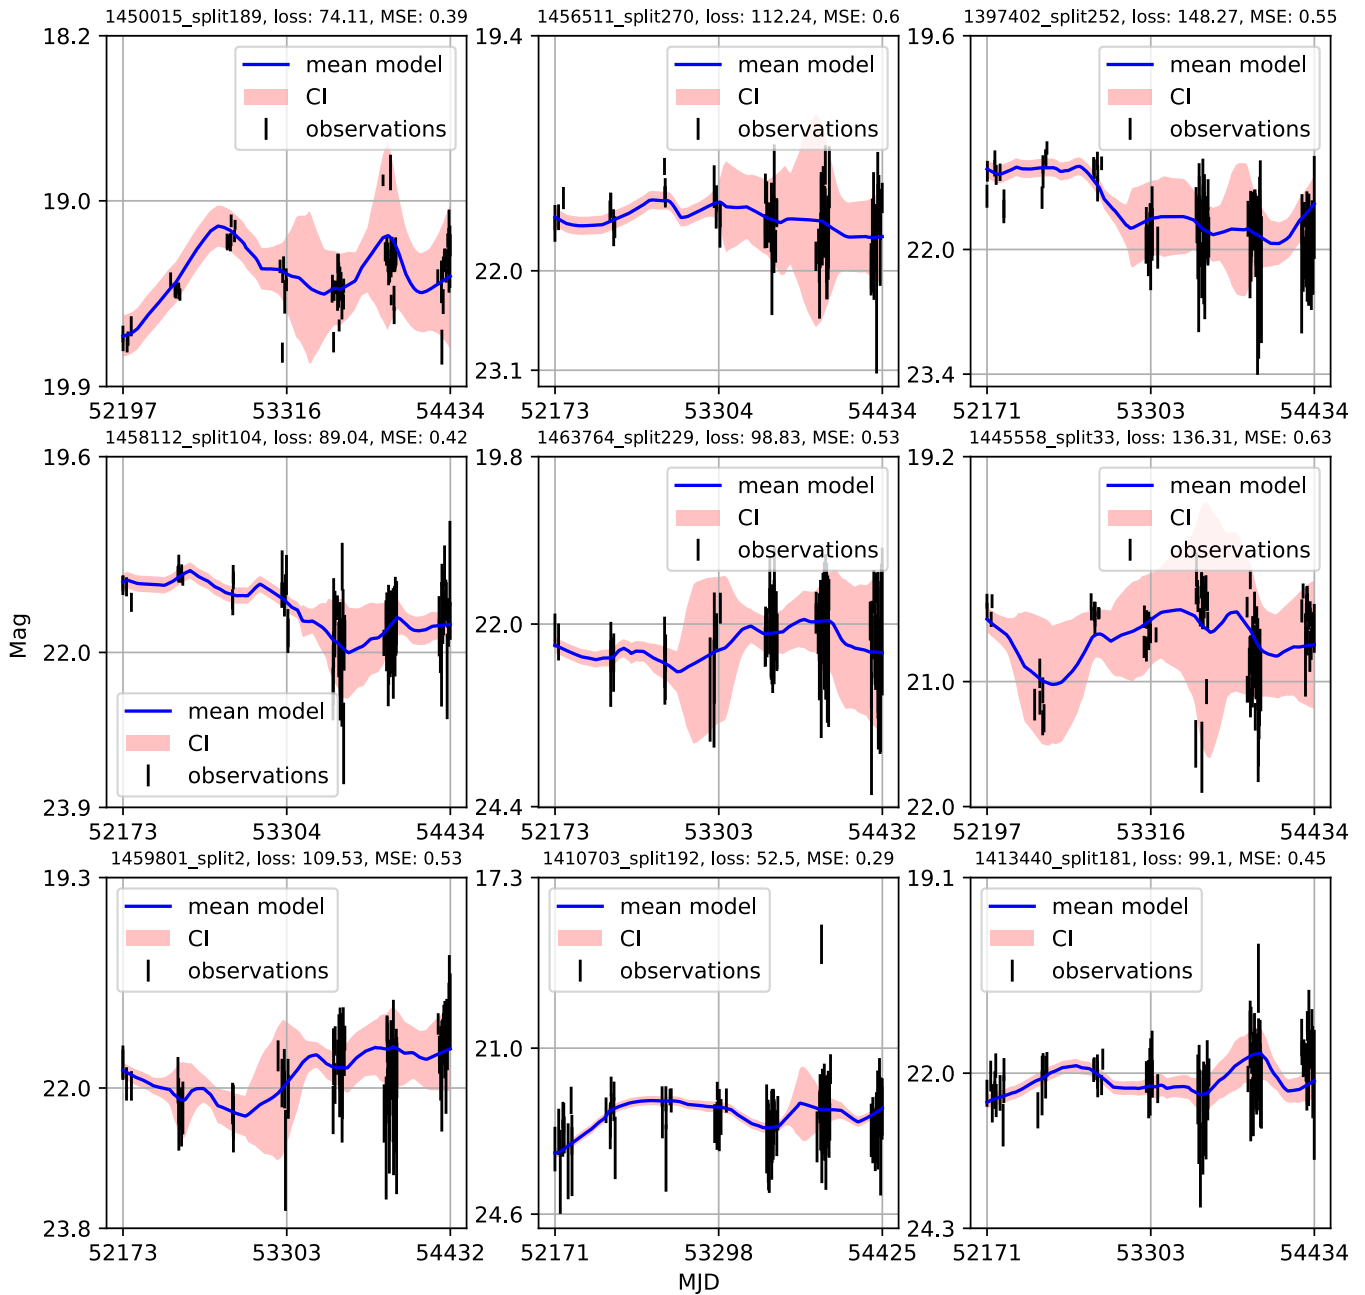 1450015_split189, loss: 74.11, MSE: 0.39
18.2
19.0
19.9
52197 53316 54434
mean model
CI
observations
1456511_split270, loss: 112.24, MSE: 0.6
19.4
22.0
23.1
52173 53304 54434
mean model
CI
observations
1397402_split252, loss: 148.27, MSE: 0.55
19.6
22.0
23.4
52171 53303 54434
mean model
CI
observations
1458112_split104, loss: 89.04, MSE: 0.42
19.6
22.0
23.9
52173 53304 54434
mean model
CI
observations
1463764_split229, loss: 98.83, MSE: 0.53
19.8
22.0
24.4
52173 53303 54432
mean model
CI
observations
1445558_split33, loss: 136.31, MSE: 0.63
19.2
21.0
22.0
52197 53316 54434
mean model
CI
observations
Mag
1459801_split2, loss: 109.53, MSE: 0.53
19.3
22.0
23.8
52173 53303 54432
mean model
CI
observations
1410703_split192, loss: 52.5, MSE: 0.29
17.3
21.0
24.6
52171 53298 54425
mean model
CI
observations
1413440_split181, loss: 99.1, MSE: 0.45
19.1
22.0
24.3
52171 53303 54434
mean model
CI
observations
MJD